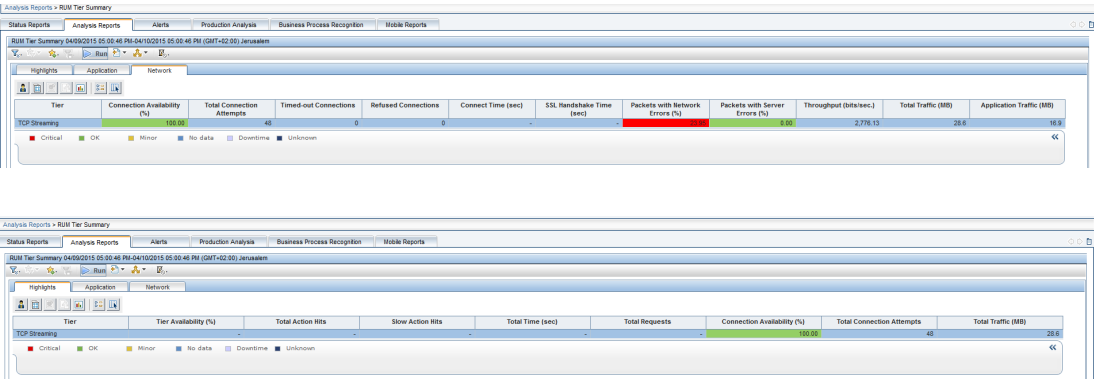 Analysis Reports > RUM Tier Summary
Status Reports Analysis Reports Alerts Production Analysis Business Process Recognition Mobile Reports
RUM Tier Summary 04/09/2015 05:00:46 PM-04/10/2015 05:00:46 PM (GMT+02:00) Jerusalem
Run
Highlights Application Network
Tier Connection Availability (%) Total Connection Attempts Timed-out Connections Refused Connections Connect Time (sec) SSL Handshake Time (sec) Packets with Network Errors (%) Packets with Server Errors (%) Throughput (bits/sec.) Total Traffic (MB) Application Traffic (MB)
TCP Streaming 100.00 48 0 0 - - 0.00 2,776.13 28.6 16.9
Critical OK Minor No data Downtime Unknown
Analysis Reports > RUM Tier Summary
Status Reports Analysis Reports Alerts Production Analysis Business Process Recognition Mobile Reports
RUM Tier Summary 04/09/2015 05:00:46 PM-04/10/2015 05:00:46 PM (GMT+02:00) Jerusalem
Run
Highlights Application Network
Tier Tier Availability (%) Total Action Hits Slow Action Hits Total Time (sec) Total Requests Connection Availability (%) Total Connection Attempts Total Traffic (MB)
TCP Streaming - - - - - 100.00 48 28.6
Critical OK Minor No data Downtime Unknown